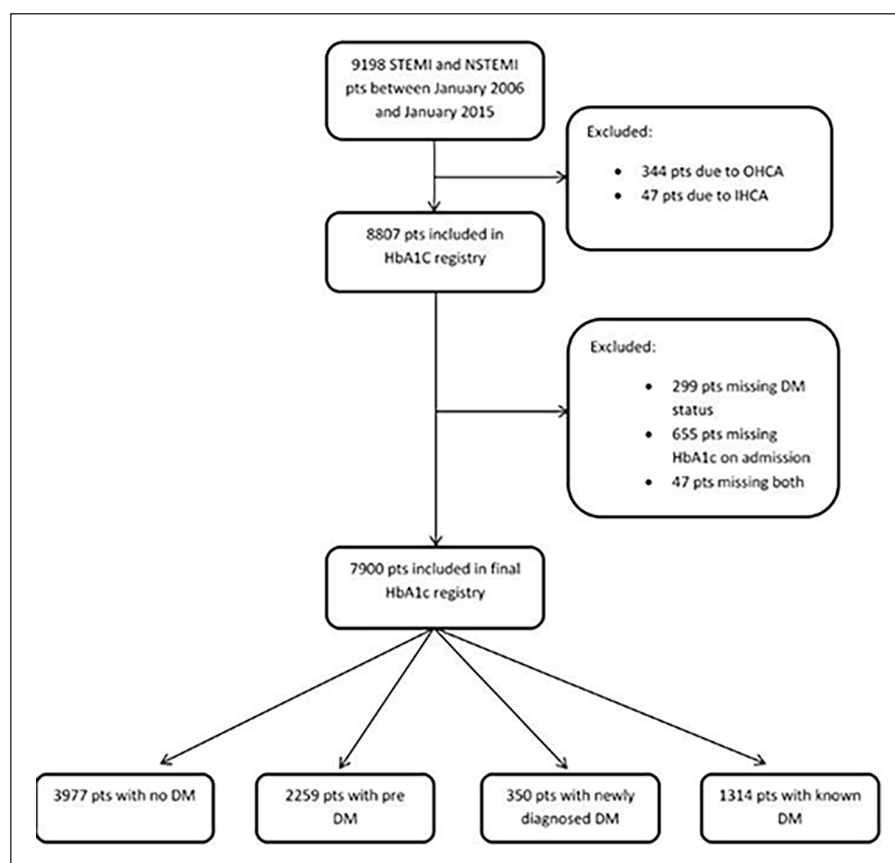 9198 STEMI and NSTEMI
pts between January 2006
and January 2015
Excluded:
• 344 pts due to OHCA
• 47 pts due to IHCA
8807 pts included in
HbA1C registry
Excluded:
• 299 pts missing DM
status
• 655 pts missing
HbA1c on admission
• 47 pts missing both
7900 pts included in final
HbA1c registry
3977 pts with no DM
2259 pts with pre
DM
350 pts with newly
diagnosed DM
1314 pts with known
DM